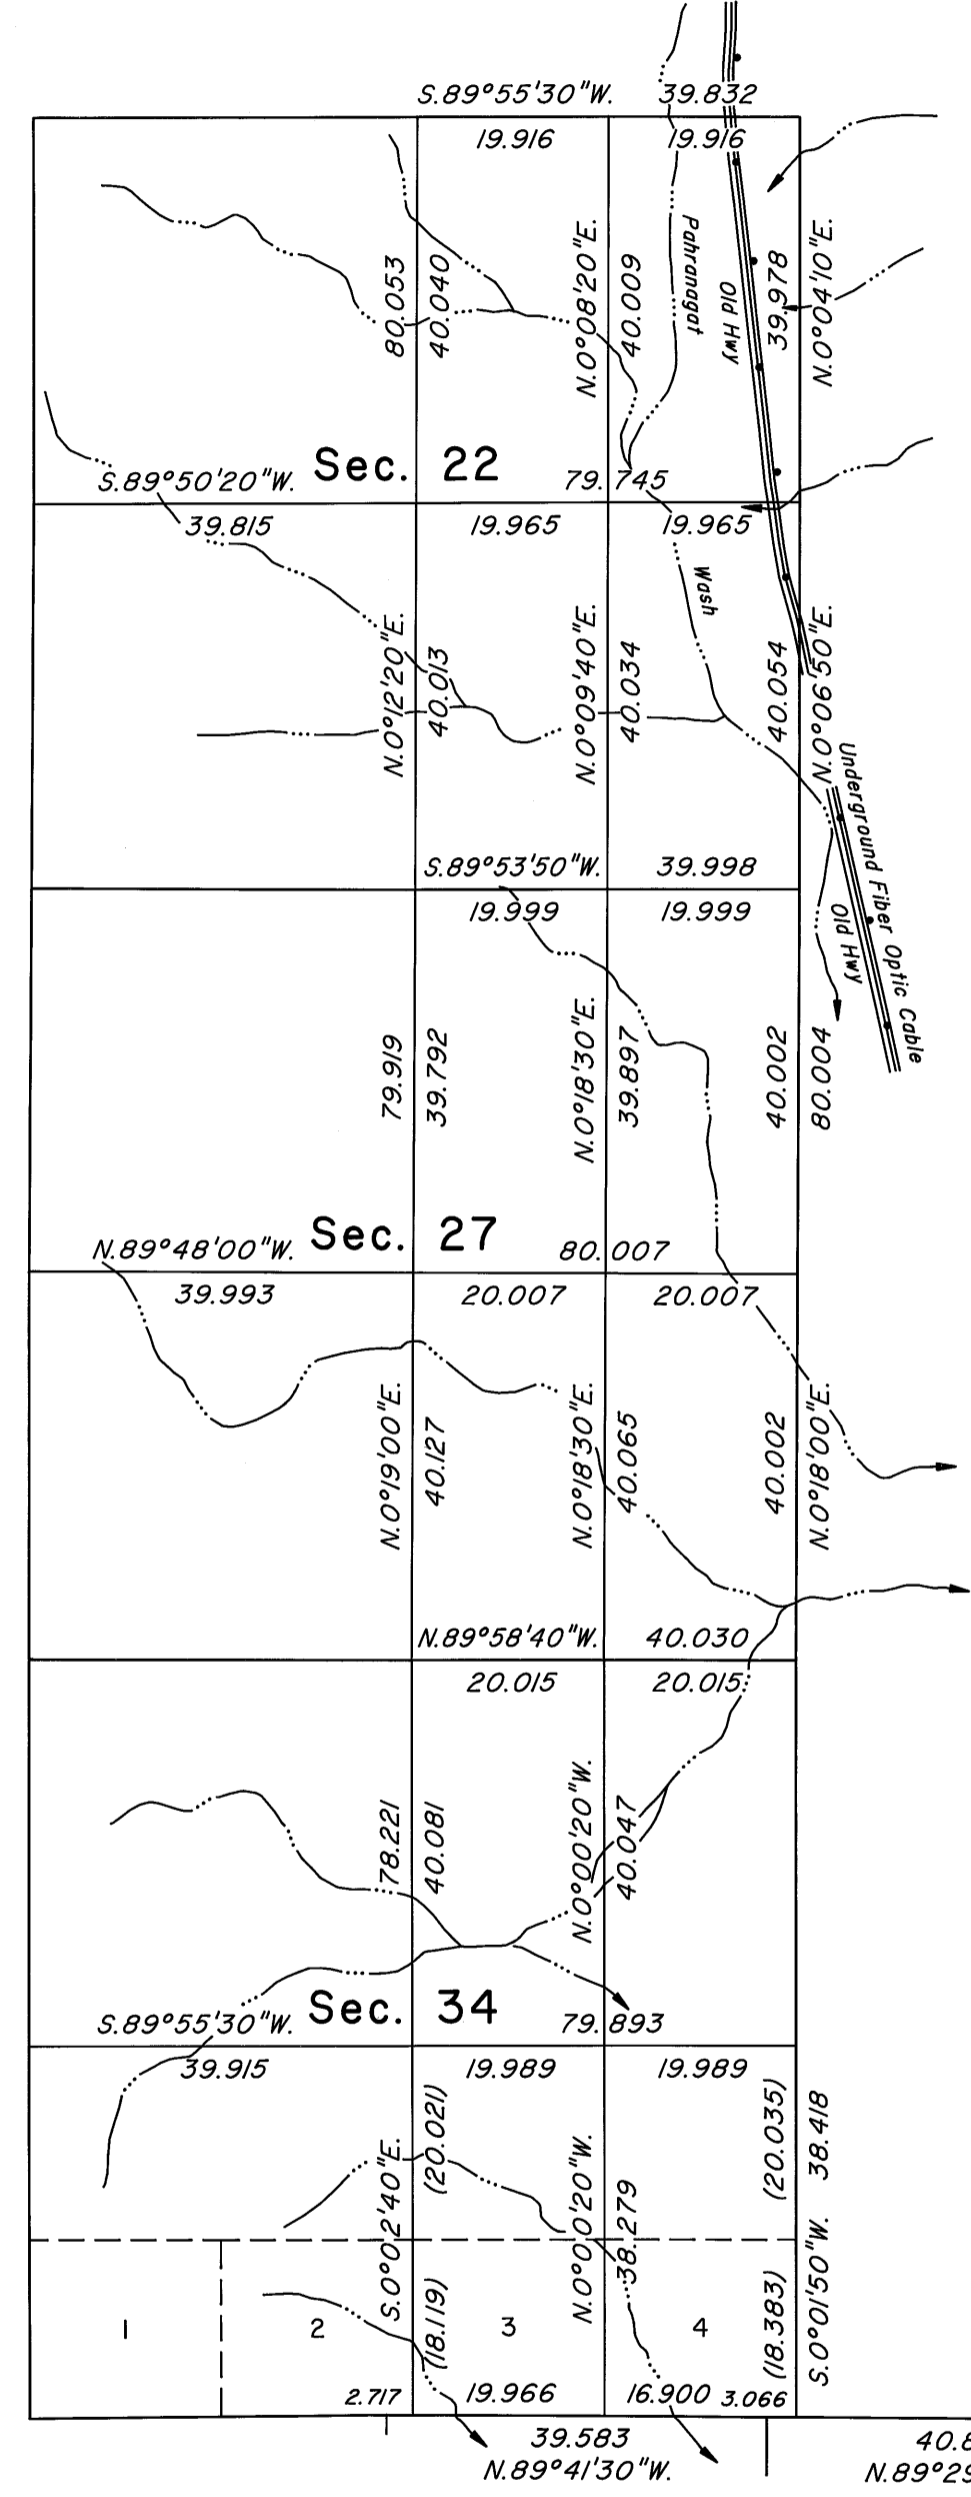 S.89°55'30"W. 39.832
19.916 19.916
80.053
40.040
N.0°08'20"E.
40.009
Pahranagat
Old Hwy
39.978
N.0°04'10"E.
Sec. 22
S.89°50'20"W. 79.745
39.815 19.965 19.965
Wash
N.0°12'20"E.
40.013
N.0°09'40"E.
40.034
40.054
N.0°06'50"E.
Underground Fiber Optic Cable
Old Hwy
S.89°53'50"W. 39.998
19.999 19.999
79.919
39.792
N.0°18'30"E.
39.897
40.002
80.004
Sec. 27
N.89°48'00"W. 80.007
39.993 20.007 20.007
N.0°19'00"E.
40.127
N.0°18'30"E.
40.065
40.002
N.0°18'00"E.
N.89°58'40"W. 40.030
20.015 20.015
78.221
40.081
N.0°00'20"W.
40.047
Sec. 34
S.89°55'30"W. 79.893
39.915 19.989 19.989
S.0°02'40"E.
(20.021)
N.0°00'20"W.
38.279
(20.035)
38.418
S.0°01'50"W.
(18.119)
(18.383)
1 2 3 4
2.717 19.966 16.900 3.066
39.583 40.8
N.89°41'30"W. N.89°29